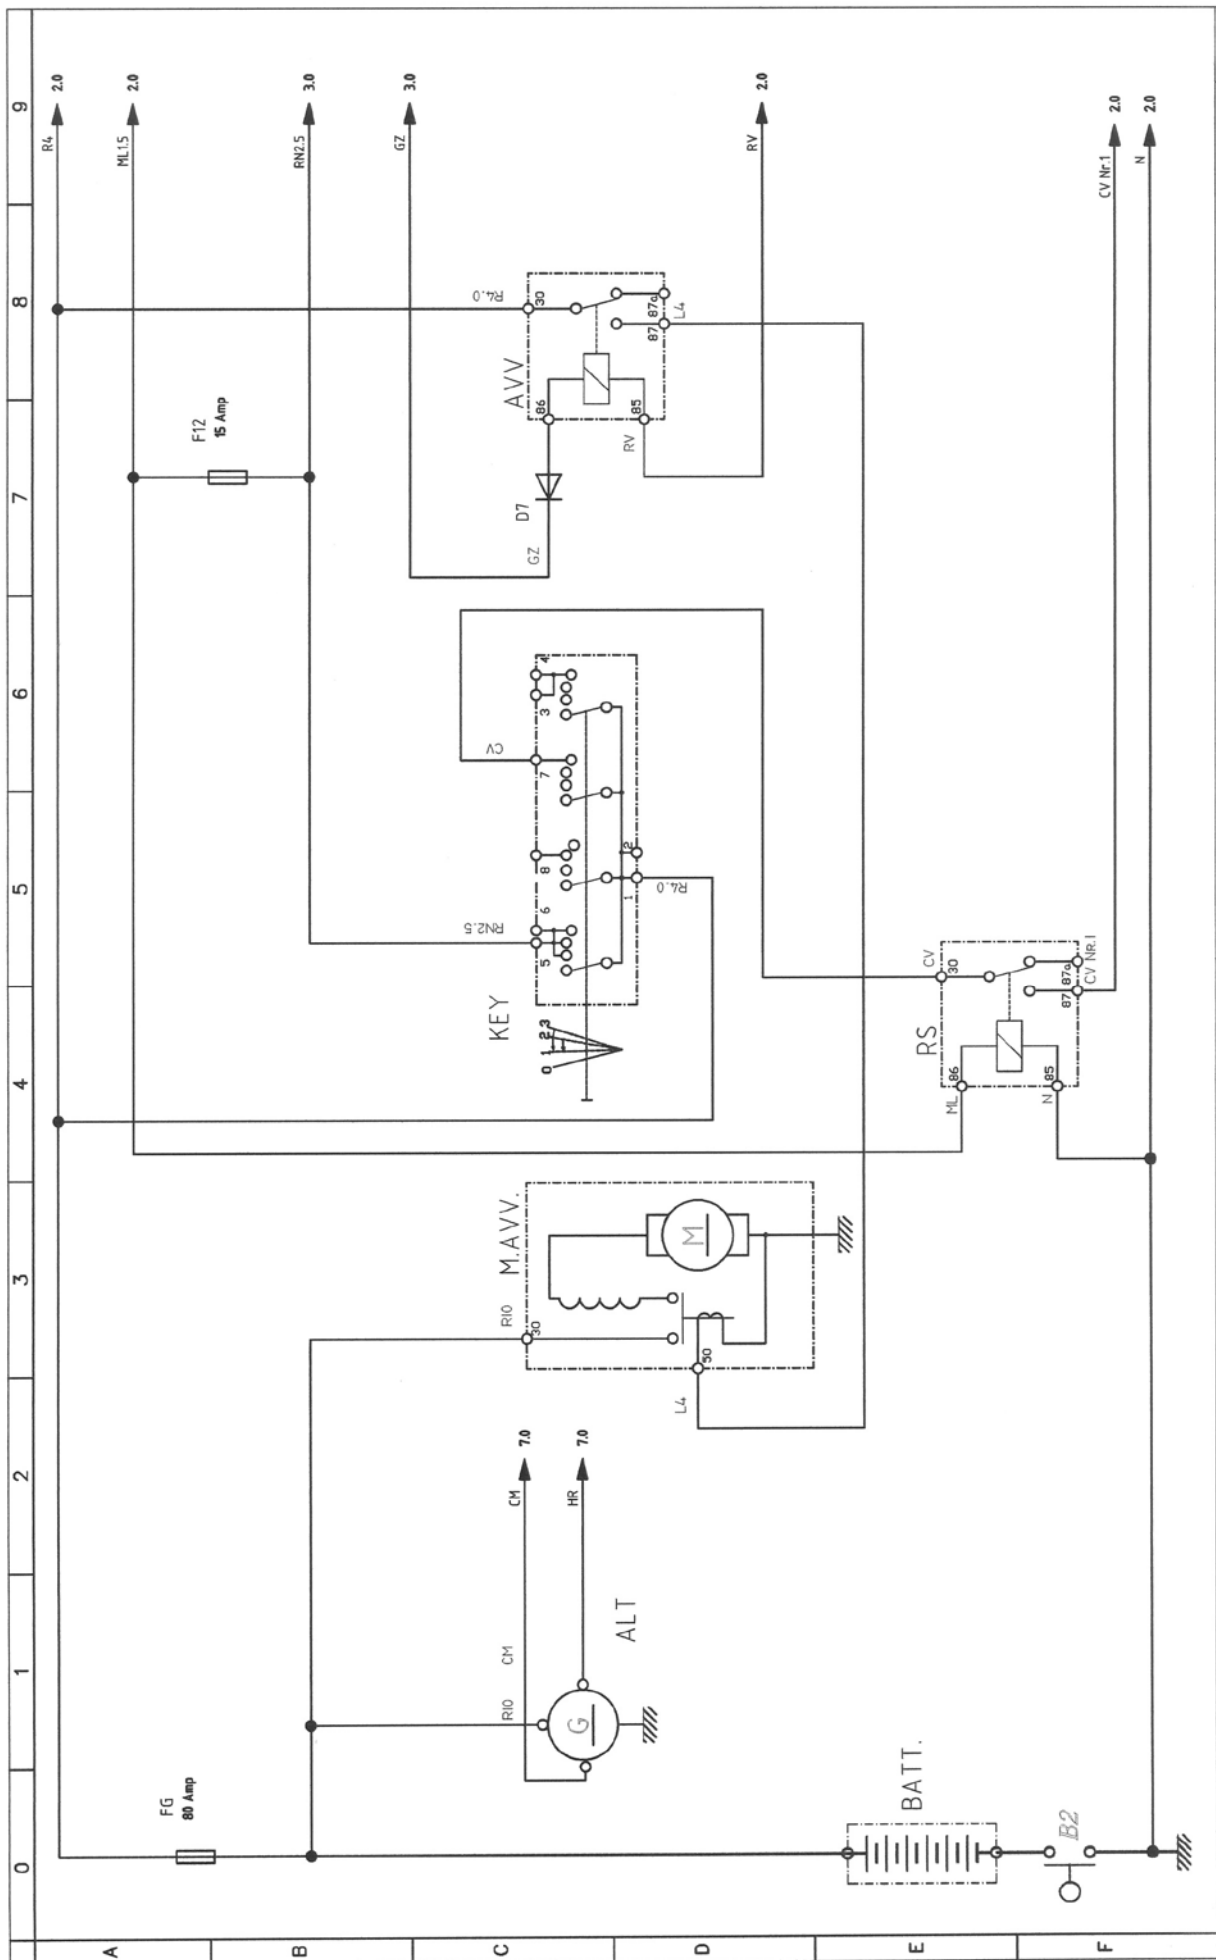 0 1 2 3 4 5 6 7 8 9
A
B
C
D
E
F
R4 2.0
ML1.5 2.0
RN2.5 3.0
GZ 3.0
RV 2.0
CV Nr.1 2.0
N 2.0
FG
80 Amp
F12
15 Amp
R10
CM
CM 7.0
HR 7.0
G
ALT
BATT.
B2
M.AVV.
R10
30
50
L4
M
KEY
0 1 2 3
RN2.5
5 6 8 7 3 4
CV
1 2
R4.0
D7
GZ
AVV
R4.0
30
86
85
87 87a
L4
RV
RS
CV
30
ML
86
85
N
87 87a
CV NR.1